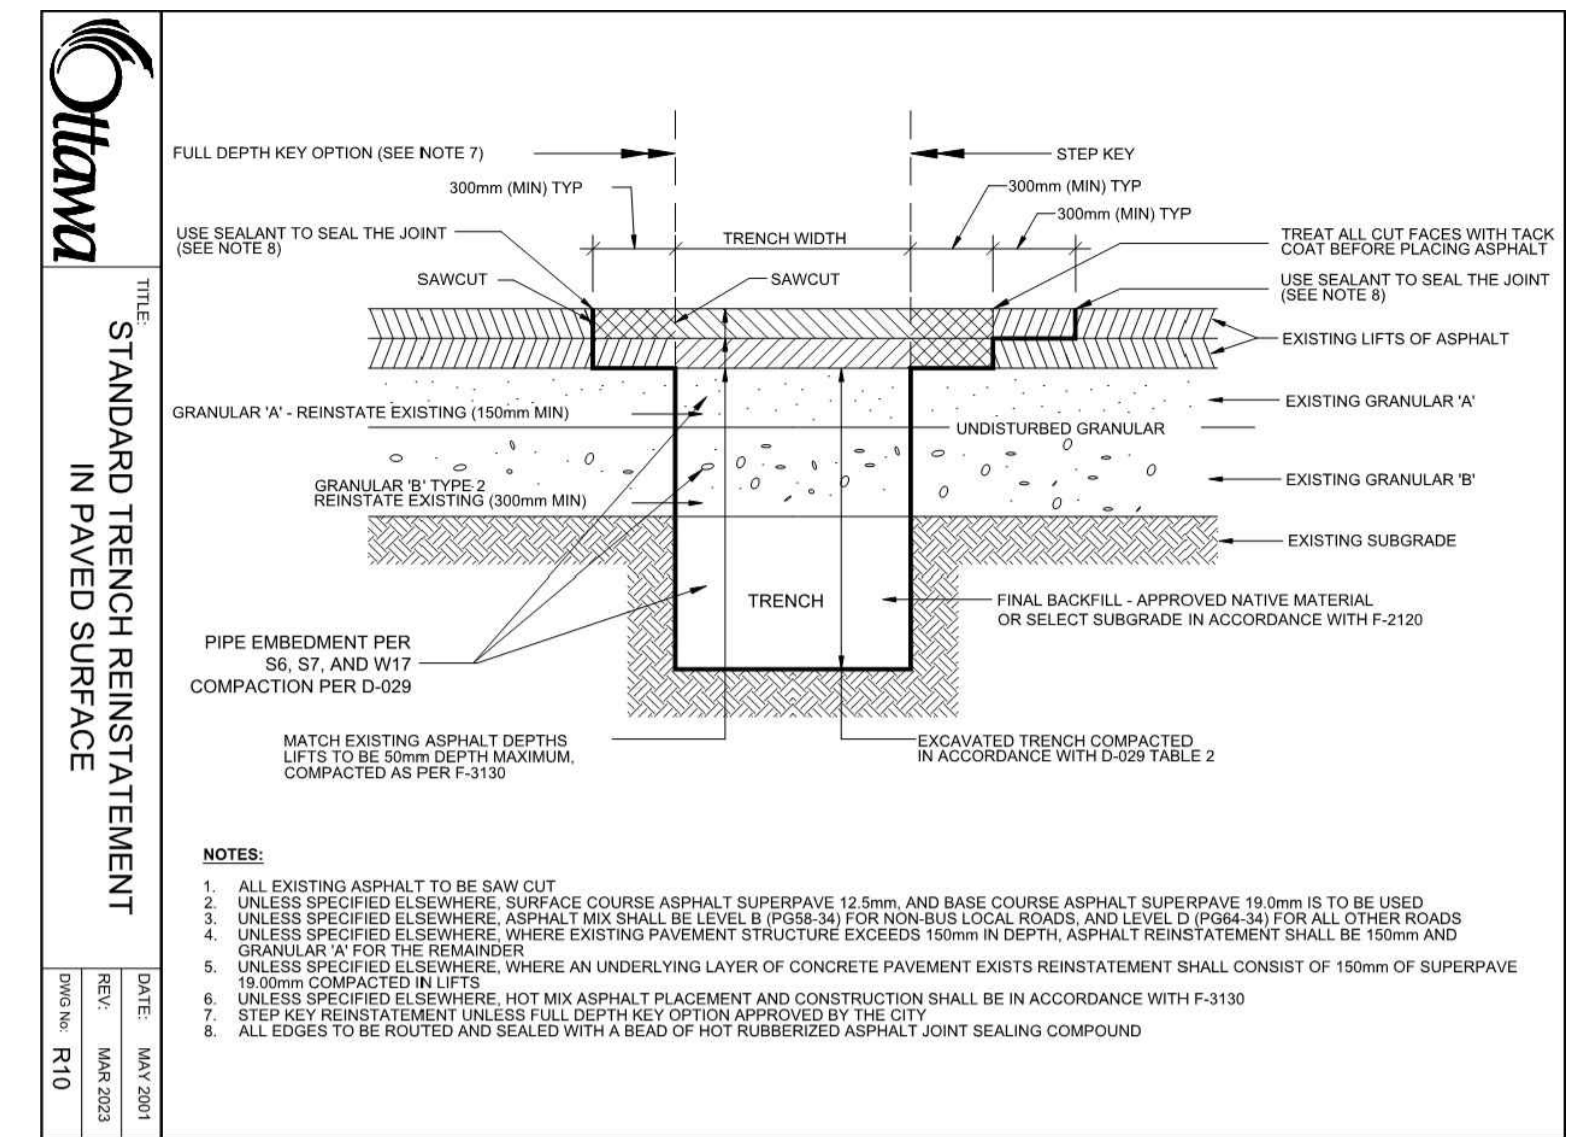 Ottawa
TITLE:
STANDARD TRENCH REINSTATEMENT
IN PAVED SURFACE
DATE: MAY 2001
REV: MAR 2023
DWG No: R10
FULL DEPTH KEY OPTION (SEE NOTE 7)
STEP KEY
300mm (MIN) TYP
300mm (MIN) TYP
300mm (MIN) TYP
USE SEALANT TO SEAL THE JOINT
(SEE NOTE 8)
TRENCH WIDTH
TREAT ALL CUT FACES WITH TACK
COAT BEFORE PLACING ASPHALT
SAWCUT
SAWCUT
USE SEALANT TO SEAL THE JOINT
(SEE NOTE 8)
EXISTING LIFTS OF ASPHALT
GRANULAR 'A' - REINSTATE EXISTING (150mm MIN)
EXISTING GRANULAR 'A'
UNDISTURBED GRANULAR
GRANULAR 'B' TYPE 2
REINSTATE EXISTING (300mm MIN)
EXISTING GRANULAR 'B'
EXISTING SUBGRADE
TRENCH
FINAL BACKFILL - APPROVED NATIVE MATERIAL
OR SELECT SUBGRADE IN ACCORDANCE WITH F-2120
PIPE EMBEDMENT PER
S6, S7, AND W17
COMPACTION PER D-029
MATCH EXISTING ASPHALT DEPTHS
LIFTS TO BE 50mm DEPTH MAXIMUM,
COMPACTED AS PER F-3130
EXCAVATED TRENCH COMPACTED
IN ACCORDANCE WITH D-029 TABLE 2
NOTES:
1. ALL EXISTING ASPHALT TO BE SAW CUT
2. UNLESS SPECIFIED ELSEWHERE, SURFACE COURSE ASPHALT SUPERPAVE 12.5mm, AND BASE COURSE ASPHALT SUPERPAVE 19.0mm IS TO BE USED
3. UNLESS SPECIFIED ELSEWHERE, ASPHALT MIX SHALL BE LEVEL B (PG58-34) FOR NON-BUS LOCAL ROADS, AND LEVEL D (PG64-34) FOR ALL OTHER ROADS
4. UNLESS SPECIFIED ELSEWHERE, WHERE EXISTING PAVEMENT STRUCTURE EXCEEDS 150mm IN DEPTH, ASPHALT REINSTATEMENT SHALL BE 150mm AND
GRANULAR 'A' FOR THE REMAINDER
5. UNLESS SPECIFIED ELSEWHERE, WHERE AN UNDERLYING LAYER OF CONCRETE PAVEMENT EXISTS REINSTATEMENT SHALL CONSIST OF 150mm OF SUPERPAVE
19.00mm COMPACTED IN LIFTS
6. UNLESS SPECIFIED ELSEWHERE, HOT MIX ASPHALT PLACEMENT AND CONSTRUCTION SHALL BE IN ACCORDANCE WITH F-3130
7. STEP KEY REINSTATEMENT UNLESS FULL DEPTH KEY OPTION APPROVED BY THE CITY
8. ALL EDGES TO BE ROUTED AND SEALED WITH A BEAD OF HOT RUBBERIZED ASPHALT JOINT SEALING COMPOUND